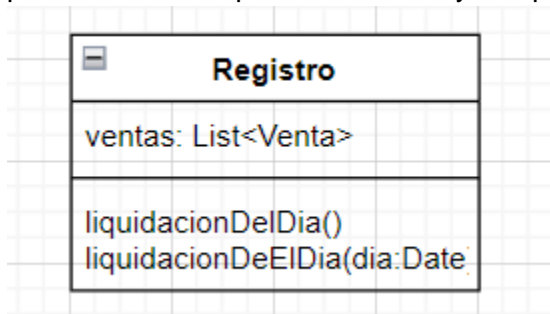 Registro
ventas: List<Venta>
liquidacionDelDia()
liquidacionDeElDia(dia:Date